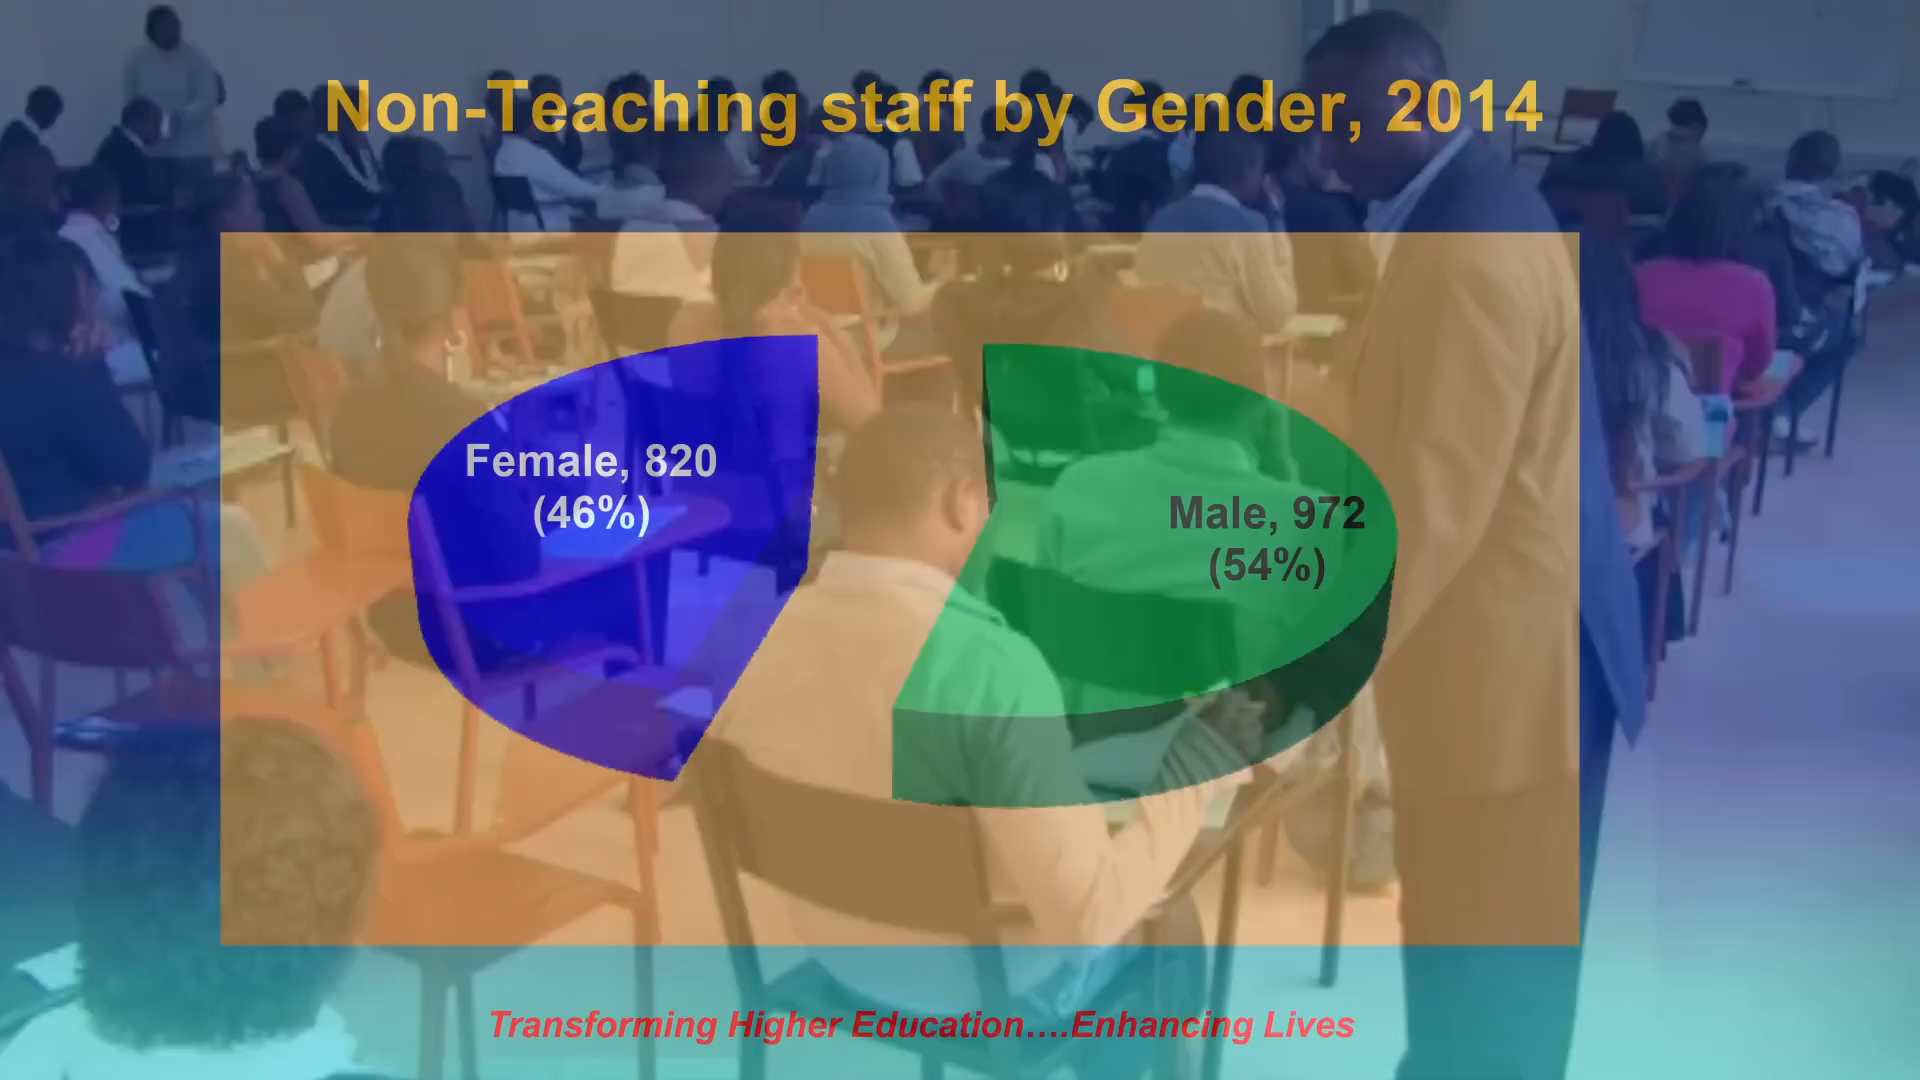 Non-Teaching staff by Gender, 2014
Female, 820
(46%)
Male, 972
(54%)
Transforming Higher Education….Enhancing Lives